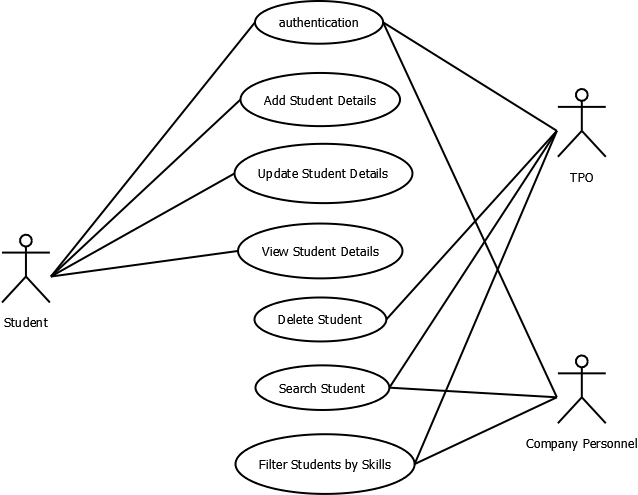 authentication
Add Student Details
TPO
Update Student Details
View Student Details
Student
Delete Student
Search Student
Company Personnel
Filter Students by Skills